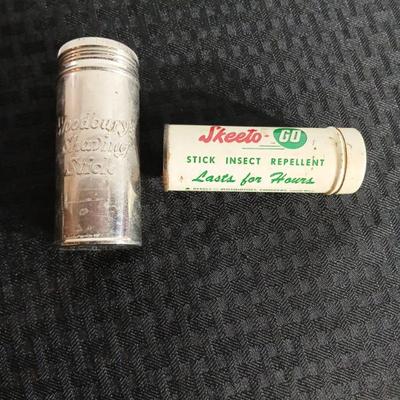 Woodbury's
Shaving
Stick
Skeeto-GO
STICK INSECT REPELLENT
Lasts for Hours